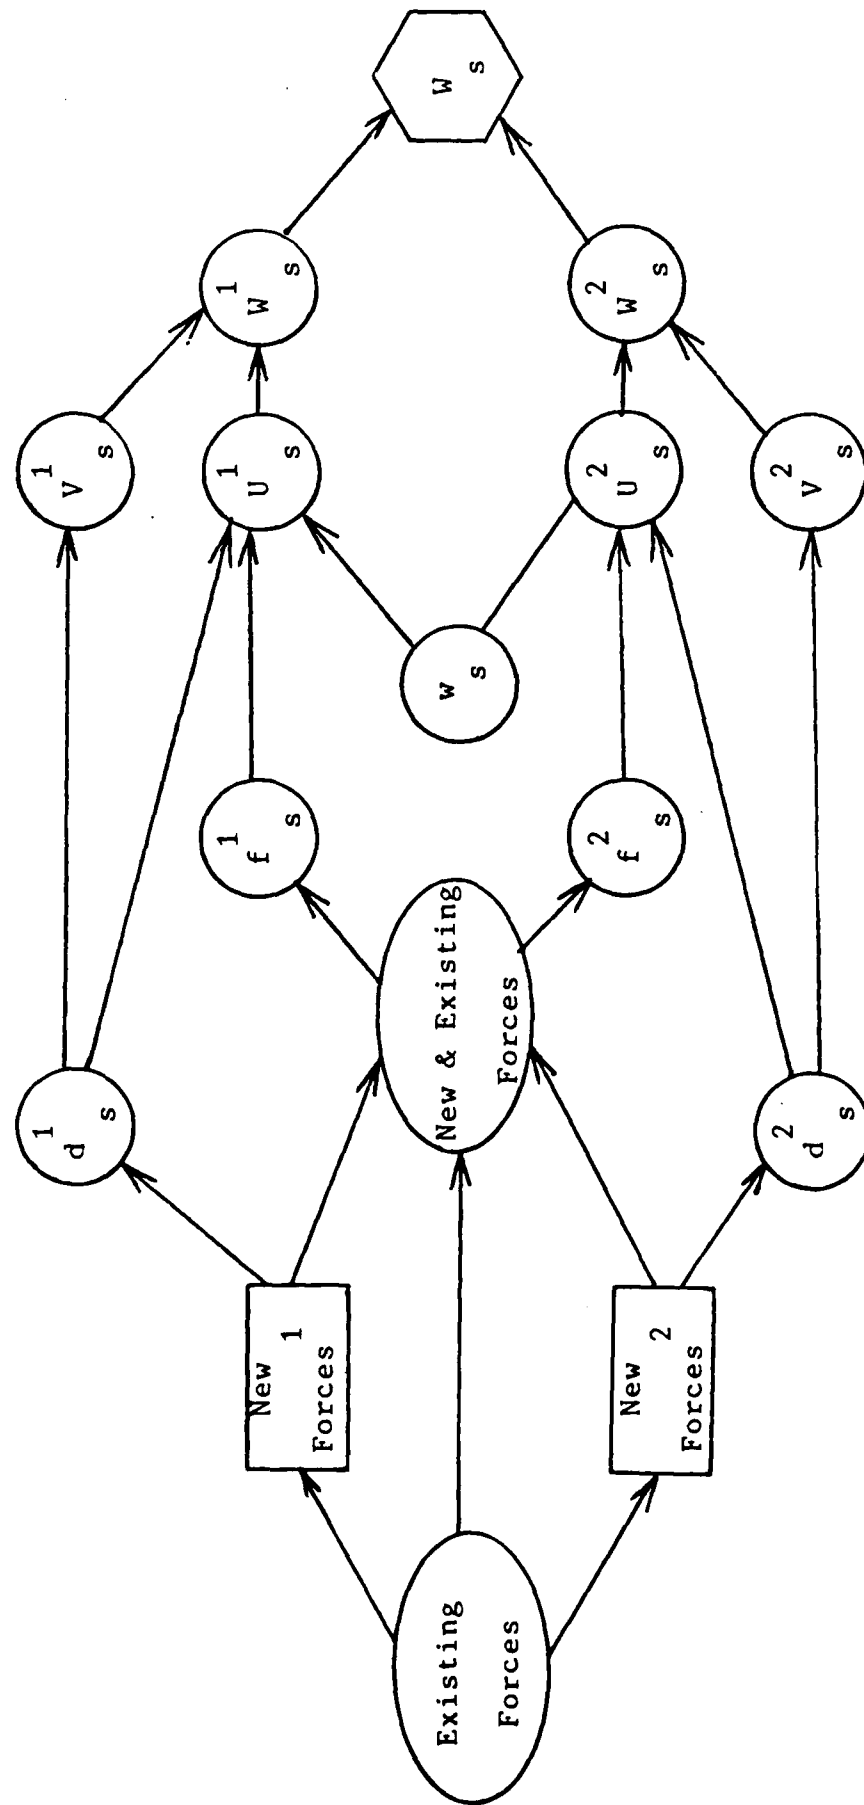 Existing
Forces
New 1
Forces
New 2
Forces
New & Existing
Forces
d 1 s
d 2 s
f 1 s
f 2 s
w s
V 1 s
U 1 s
U 2 s
V 2 s
W 1 s
W 2 s
W s